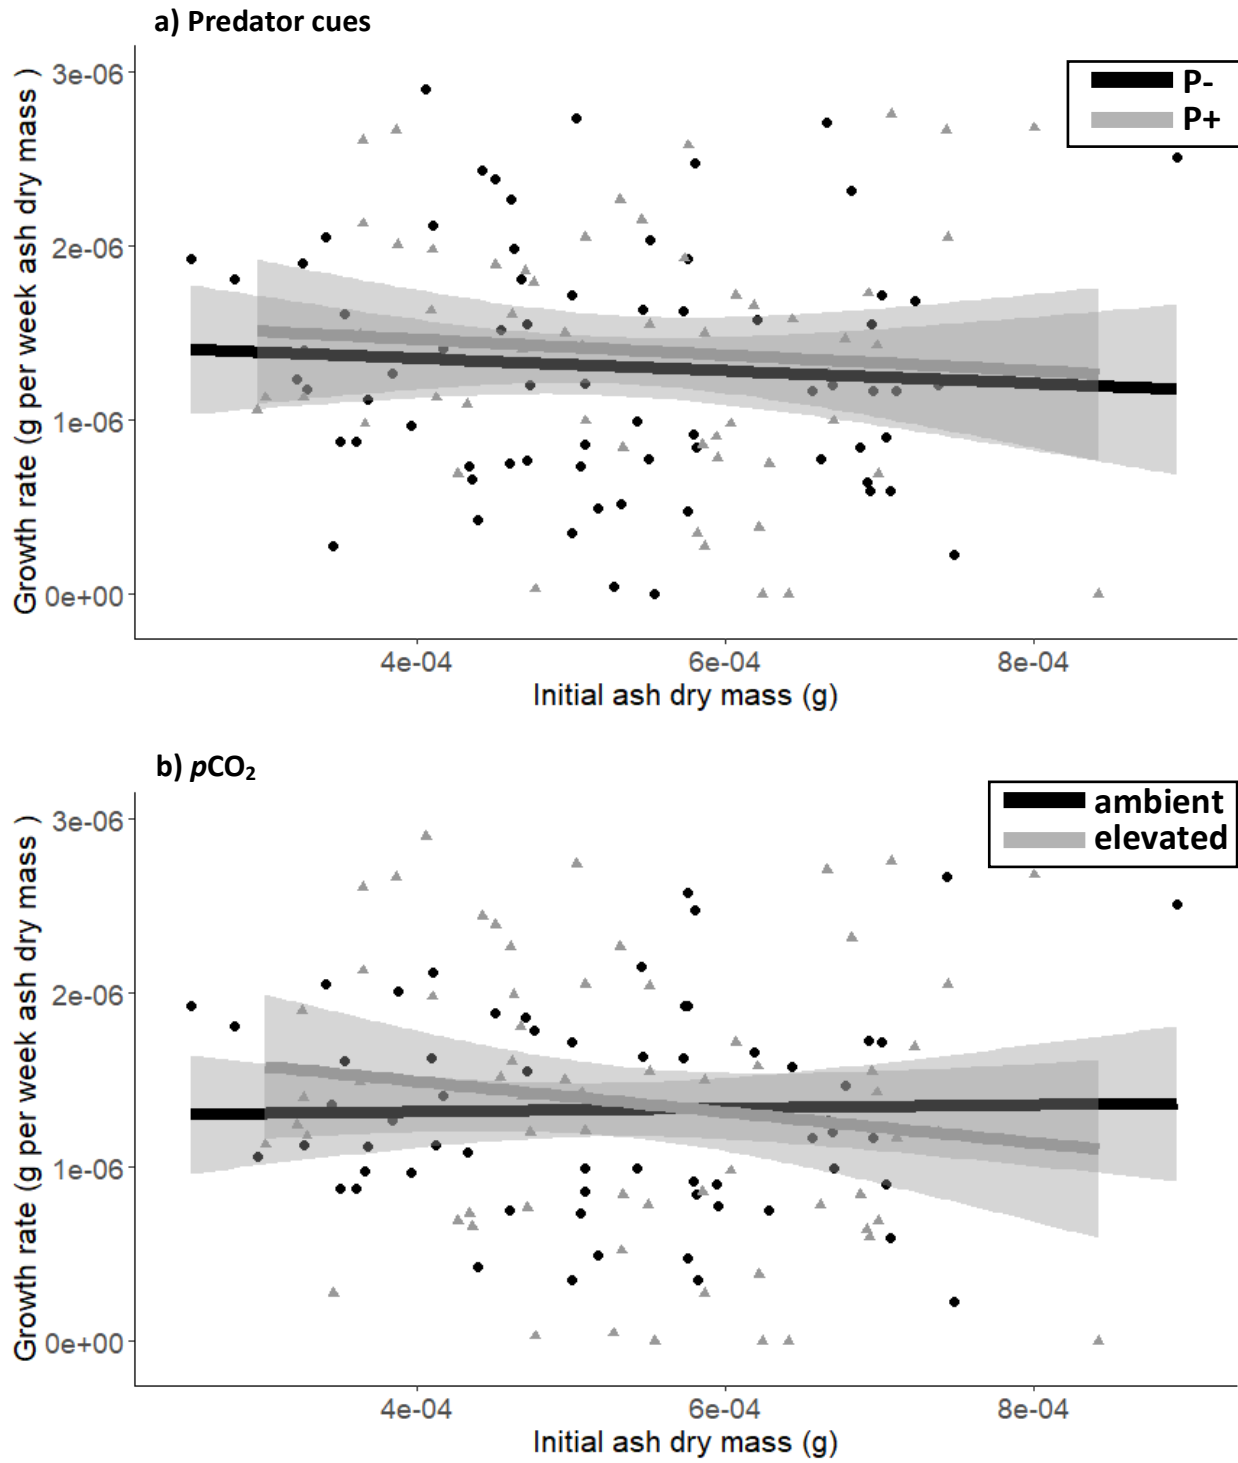 a) Predator cues
P-
P+
Growth rate (g per week ash dry mass )
3e-06
2e-06
1e-06
0e+00
4e-04 6e-04 8e-04
Initial ash dry mass (g)
b) pCO₂
ambient
elevated
Growth rate (g per week ash dry mass )
3e-06
2e-06
1e-06
0e+00
4e-04 6e-04 8e-04
Initial ash dry mass (g)